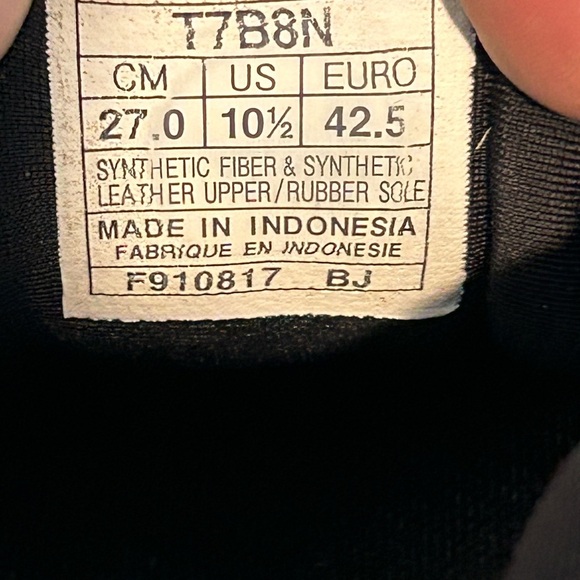 T7B8N
CM US EURO
27.0 10½ 42.5
SYNTHETIC FIBER & SYNTHETIC
LEATHER UPPER/RUBBER SOLE
MADE IN INDONESIA
FABRIQUE EN INDONESIE
F910817 BJ